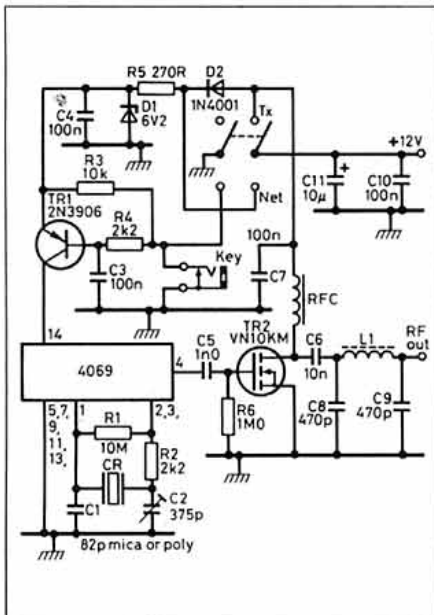 R5 270R
D2
1N4001
C4
100n
D1
6V2
Tx
+12V
R3
10k
+
C11
10μ
C10
100n
TR1
2N3906
R4
2k2
Net
C3
100n
Key
100n
C7
RFC
14
TR2
VN10KM
C6
10n
L1
RF
out
4069
4
C5
1n0
5,7,
9,
11,
13,
1
2,3,
R1
10M
R2
2k2
R6
1M0
C8
470p
C9
470p
CR
C1
C2
375p
82p mica or poly